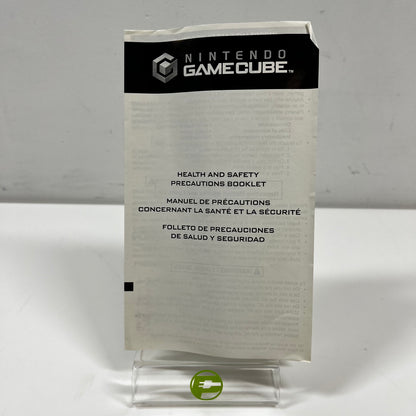 NINTENDO
GAMECUBE™
HEALTH AND SAFETY
PRECAUTIONS BOOKLET
MANUEL DE PRÉCAUTIONS
CONCERNANT LA SANTÉ ET LA SÉCURITÉ
FOLLETO DE PRECAUCIONES
DE SALUD Y SEGURIDAD